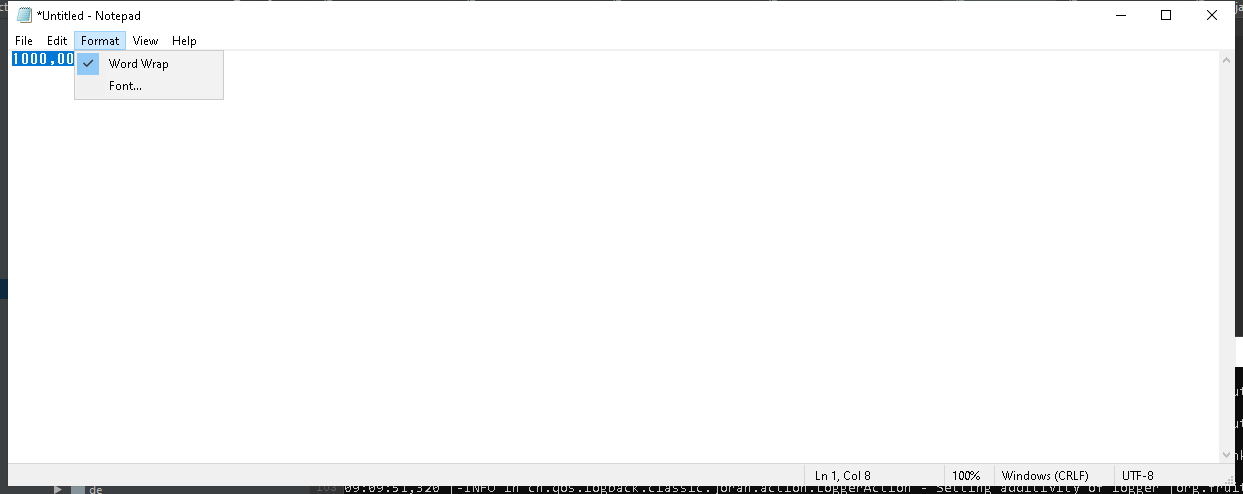 *Untitled - Notepad
File Edit Format View Help
1000,00
Word Wrap
Font...
Ln 1, Col 8 100% Windows (CRLF) UTF-8
de
09:09:51,320 |-INFO in ch.qos.logback.classic.joran.action.LoggerAction - Setting additivity of logger